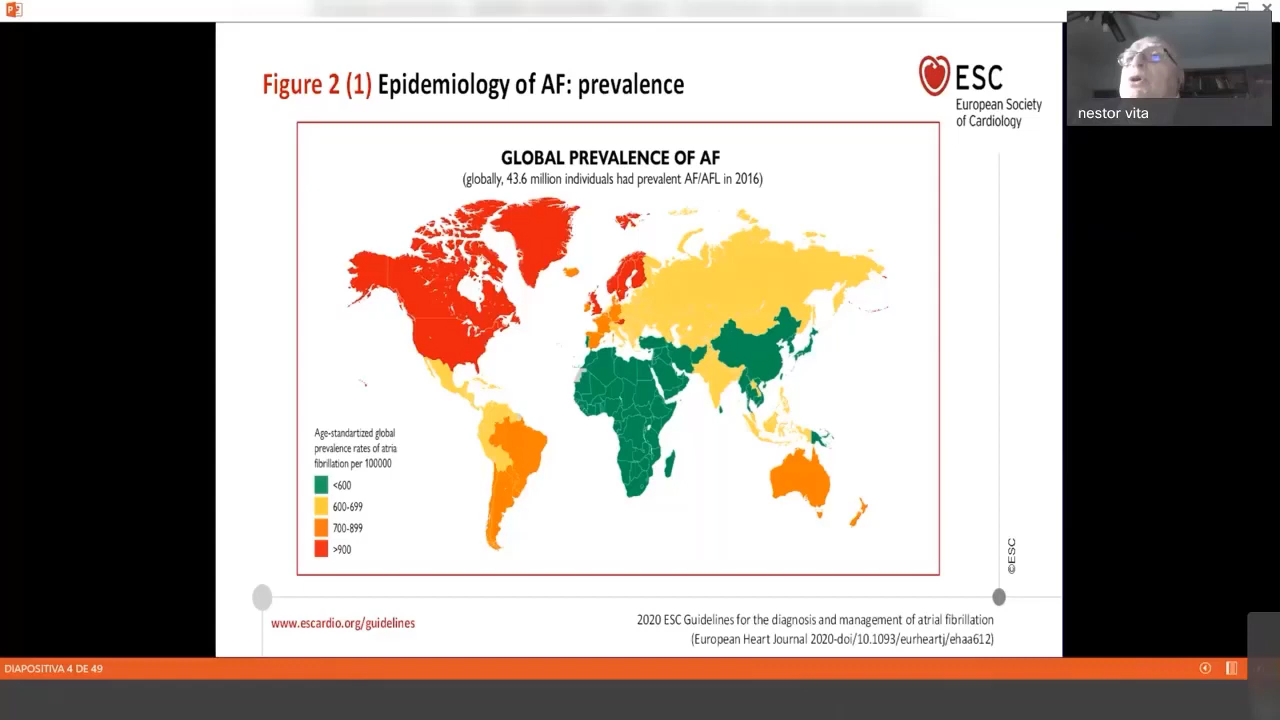 Figure 2 (1) Epidemiology of AF: prevalence
ESC
European Society
of Cardiology
nestor vita
GLOBAL PREVALENCE OF AF
(globally, 43.6 million individuals had prevalent AF/AFL in 2016)
Age-standartized global
prevalence rates of atria
fibrillation per 100000
<600
600-699
700-899
>900
©ESC
www.escardio.org/guidelines
2020 ESC Guidelines for the diagnosis and management of atrial fibrillation
(European Heart Journal 2020-doi/10.1093/eurheartj/ehaa612)
DIAPOSITIVA 4 DE 49